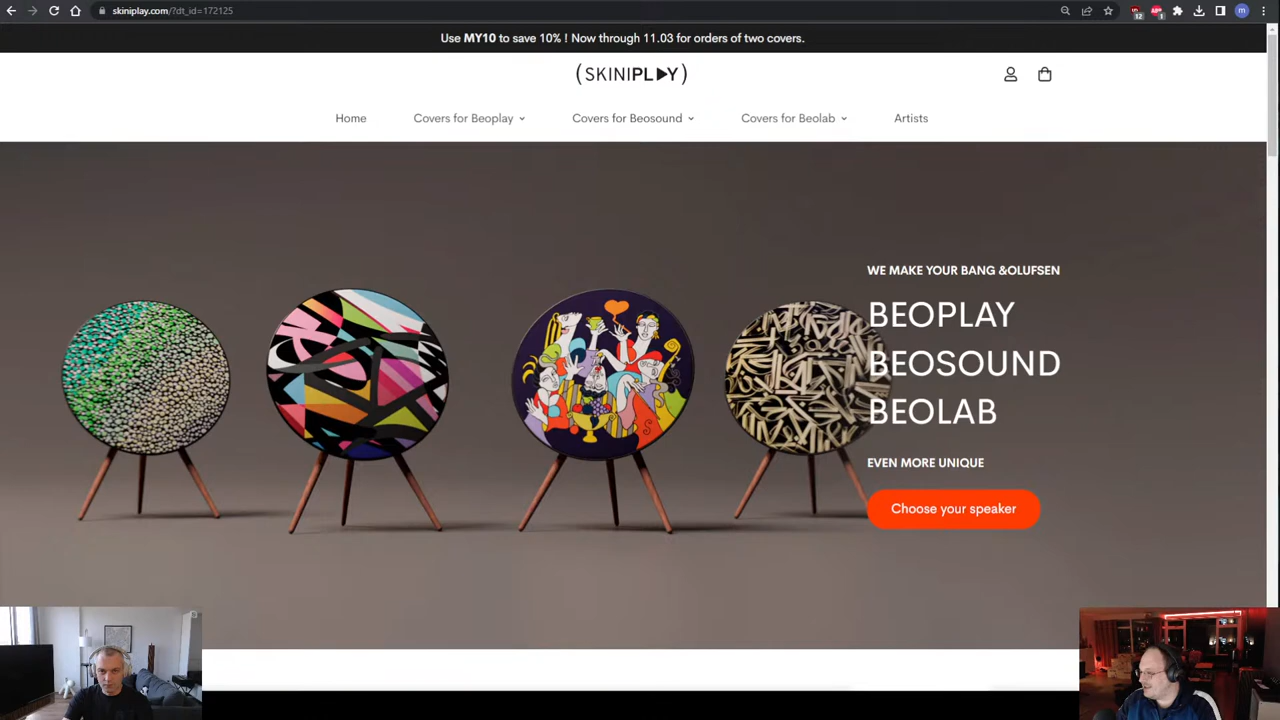 skiniplay.com/?dt_id=172125
12
1
m
Use MY10 to save 10% ! Now through 11.03 for orders of two covers.
(SKINIPLAY)
Home
Covers for Beoplay
Covers for Beosound
Covers for Beolab
Artists
WE MAKE YOUR BANG &OLUFSEN
BEOPLAY
BEOSOUND
BEOLAB
EVEN MORE UNIQUE
Choose your speaker